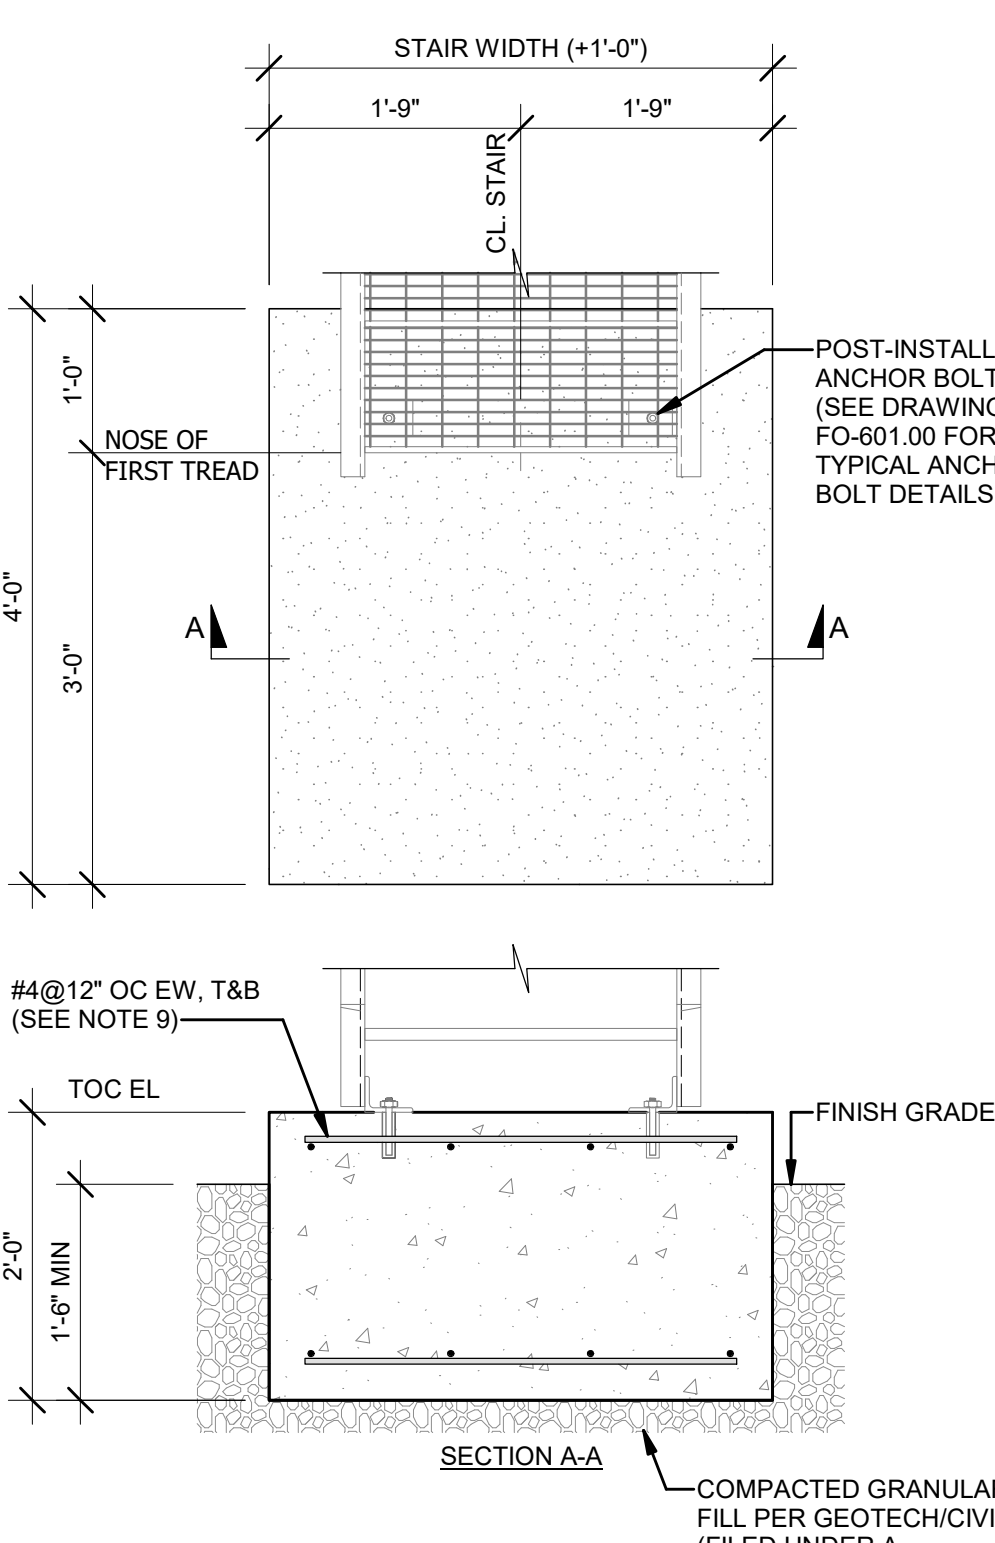 STAIR WIDTH (+1'-0")
1'-9"
1'-9"
CL. STAIR
1'-0"
NOSE OF
FIRST TREAD
POST-INSTALL
ANCHOR BOLT
(SEE DRAWING
FO-601.00 FOR
TYPICAL ANCH
BOLT DETAILS
4'-0"
3'-0"
A
A
#4@12" OC EW, T&B
(SEE NOTE 9)
TOC EL
FINISH GRADE
2'-0"
1'-6" MIN
SECTION A-A
COMPACTED GRANULAR
FILL PER GEOTECH/CIVI
(FILED UNDER A